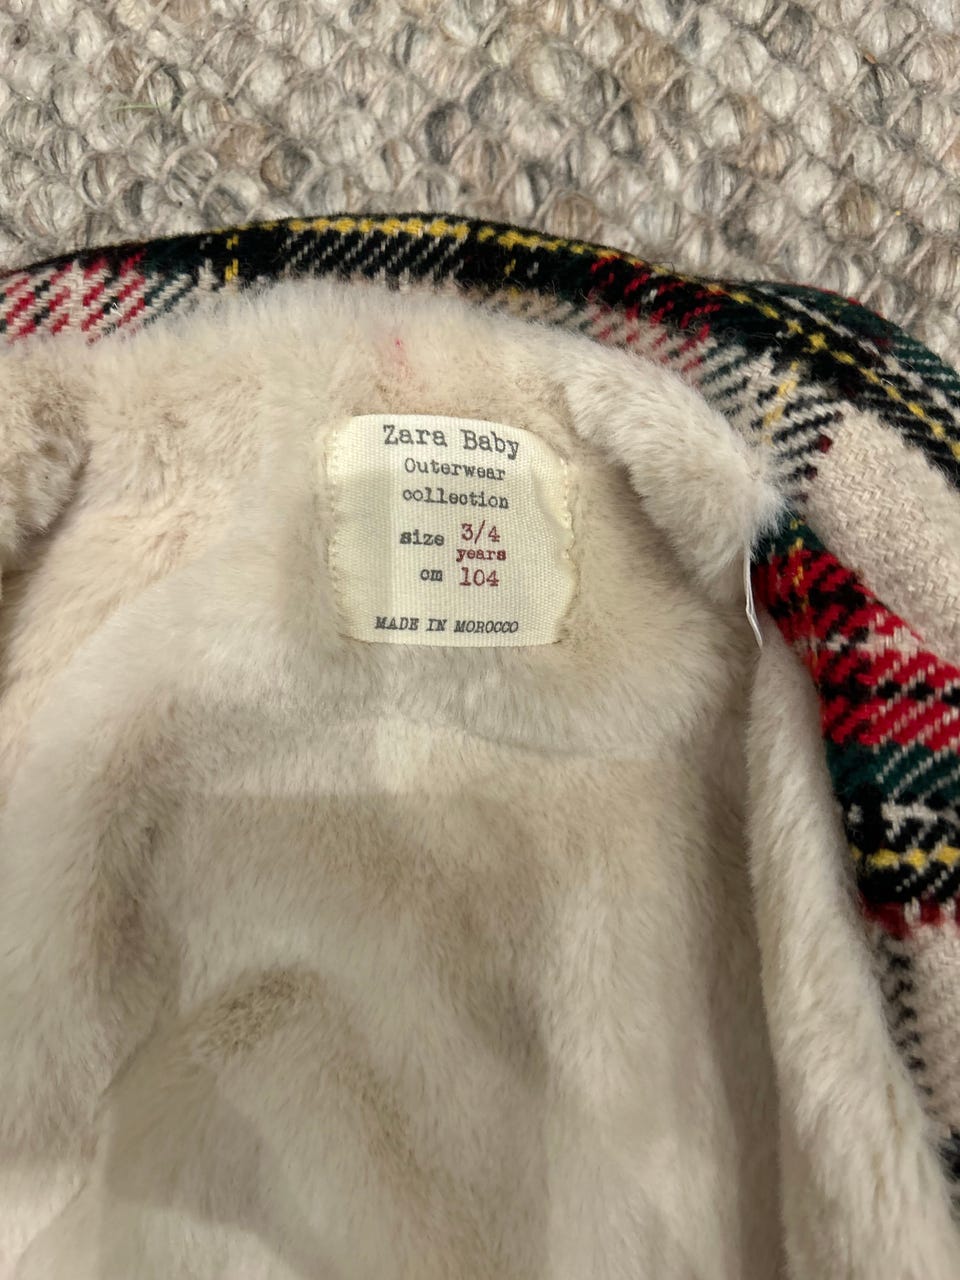 Zara Baby
Outerwear
collection
size 3/4
years
cm 104
MADE IN MOROCCO